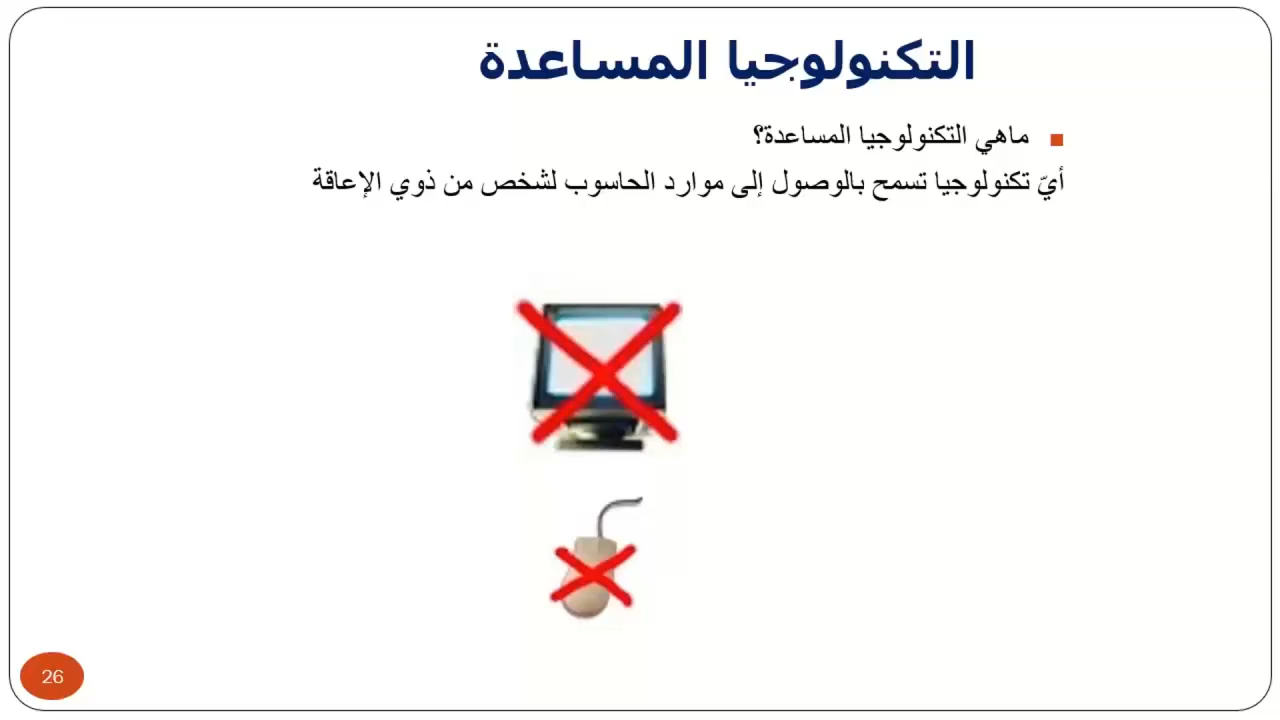 التكنولوجيا المساعدة
ماهي التكنولوجيا المساعدة؟
أيّ تكنولوجيا تسمح بالوصول إلى موارد الحاسوب لشخص من ذوي الإعاقة
26